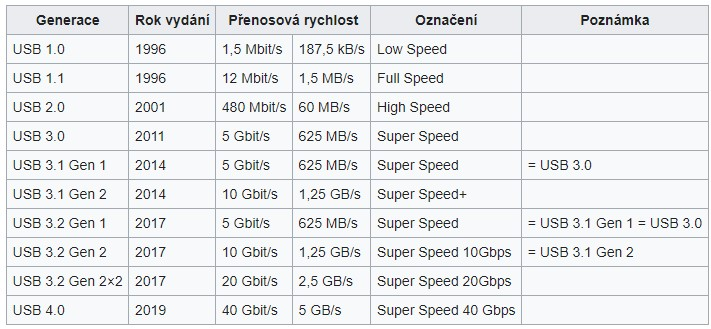 Generace Rok vydání Přenosová rychlost Označení Poznámka
USB 1.0 1996 1,5 Mbit/s 187,5 kB/s Low Speed
USB 1.1 1996 12 Mbit/s 1,5 MB/s Full Speed
USB 2.0 2001 480 Mbit/s 60 MB/s High Speed
USB 3.0 2011 5 Gbit/s 625 MB/s Super Speed
USB 3.1 Gen 1 2014 5 Gbit/s 625 MB/s Super Speed = USB 3.0
USB 3.1 Gen 2 2014 10 Gbit/s 1,25 GB/s Super Speed+
USB 3.2 Gen 1 2017 5 Gbit/s 625 MB/s Super Speed = USB 3.1 Gen 1 = USB 3.0
USB 3.2 Gen 2 2017 10 Gbit/s 1,25 GB/s Super Speed 10Gbps = USB 3.1 Gen 2
USB 3.2 Gen 2×2 2017 20 Gbit/s 2,5 GB/s Super Speed 20Gbps
USB 4.0 2019 40 Gbit/s 5 GB/s Super Speed 40 Gbps